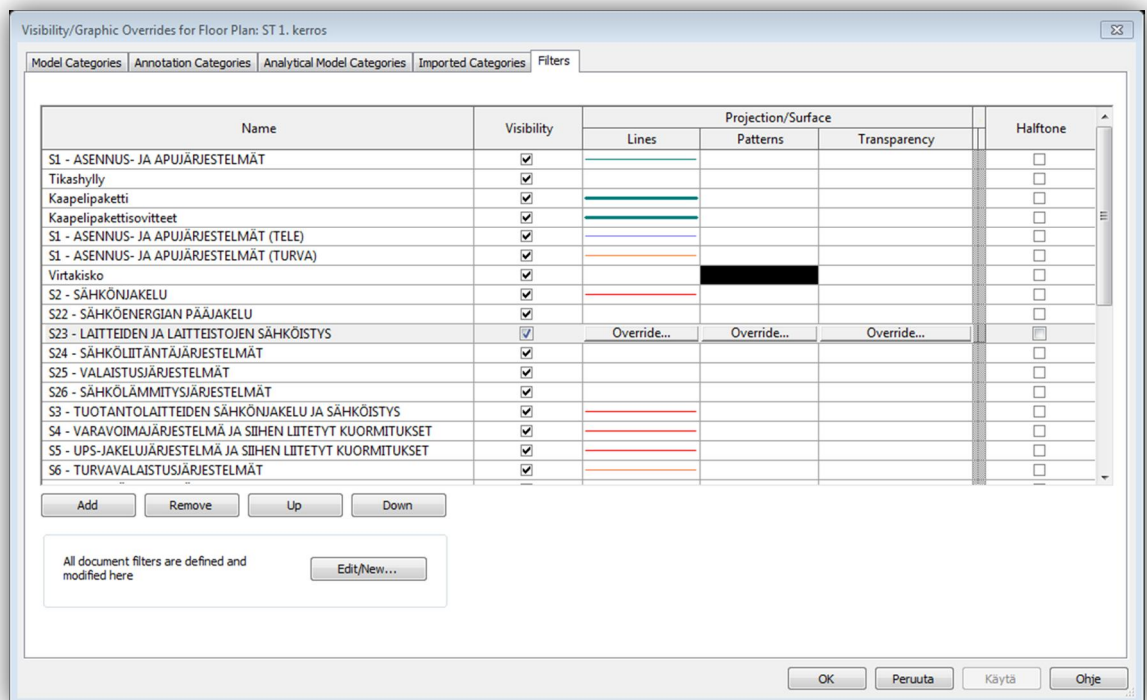 Visibility/Graphic Overrides for Floor Plan: ST 1. kerros
Model Categories Annotation Categories Analytical Model Categories Imported Categories Filters
Name Visibility Projection/Surface Halftone
Lines Patterns Transparency
S1 - ASENNUS- JA APUJÄRJESTELMÄT
Tikashylly
Kaapelipaketti
Kaapelipakettisovitteet
S1 - ASENNUS- JA APUJÄRJESTELMÄT (TELE)
S1 - ASENNUS- JA APUJÄRJESTELMÄT (TURVA)
Virtakisko
S2 - SÄHKÖNJAKELU
S22 - SÄHKÖENERGIAN PÄÄJAKELU
S23 - LAITTEIDEN JA LAITTEISTOJEN SÄHKÖISTYS Override... Override... Override...
S24 - SÄHKÖLIITÄNTÄJÄRJESTELMÄT
S25 - VALAISTUSJÄRJESTELMÄT
S26 - SÄHKÖLÄMMITYSJÄRJESTELMÄT
S3 - TUOTANTOLAITTEIDEN SÄHKÖNJAKELU JA SÄHKÖISTYS
S4 - VARAVOIMAJÄRJESTELMÄ JA SIIHEN LIITETYT KUORMITUKSET
S5 - UPS-JAKELUJÄRJESTELMÄ JA SIIHEN LIITETYT KUORMITUKSET
S6 - TURVAVALAISTUSJÄRJESTELMÄT
Add Remove Up Down
All document filters are defined and
modified here
Edit/New...
OK Peruuta Käytä Ohje